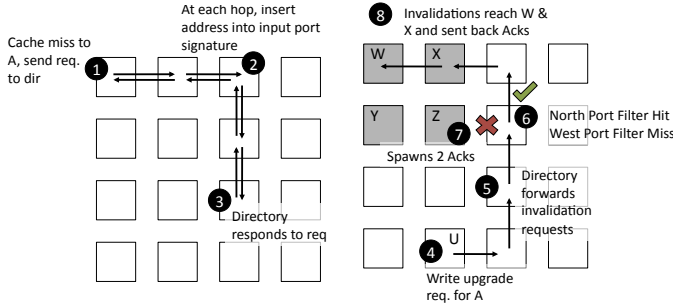 At each hop, insert
address into input port
signature
Cache miss to
A, send req.
to dir
1
2
3
Directory
responds to req
8 Invalidations reach W &
X and sent back Acks
W X
Y Z
7
6 North Port Filter Hit
West Port Filter Miss
Spawns 2 Acks
5 Directory
forwards
invalidation
requests
4 U
Write upgrade
req. for A